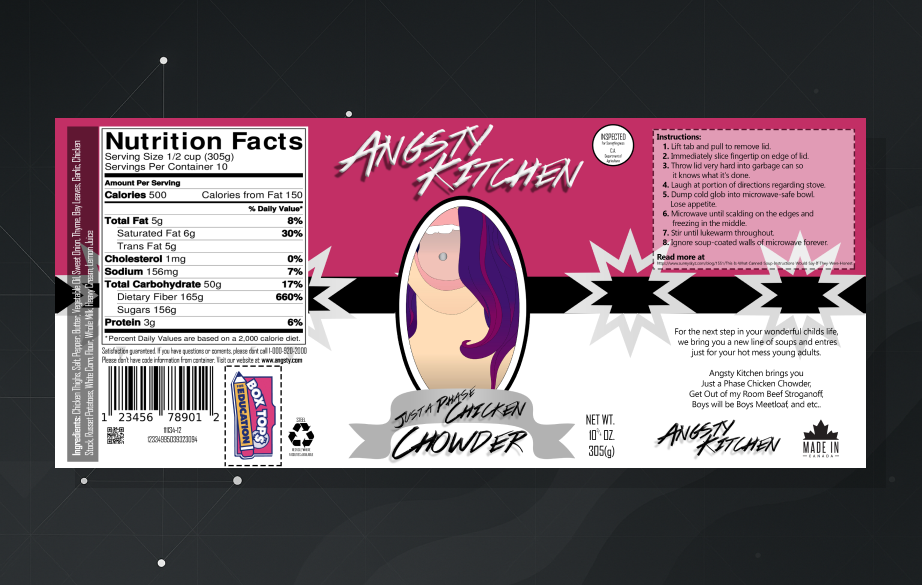 Ingredients: Chicken Thighs, Salt, Pepper, Butter, Vegetable Oil, Sweet Onion, Thyme, Bay Leaves, Garlic, Chicken
Stock, Russet Potatoes, White Corn, Flour, Whole Milk, Heavy Cream, Lemon Juice
Nutrition Facts
Serving Size 1/2 cup (305g)
Servings Per Container 10
Amount Per Serving
Calories 500 Calories from Fat 150
% Daily Value*
Total Fat 5g 8%
Saturated Fat 6g 30%
Trans Fat 5g
Cholesterol 1mg 0%
Sodium 156mg 7%
Total Carbohydrate 50g 17%
Dietary Fiber 165g 660%
Sugars 156g
Protein 3g 6%
*Percent Daily Values are based on a 2,000 calorie diet.
Satisfaction guaranteed. If you have questions or coments, please dont call 1-000-920-2000
Please don't have code information from container. Visit our website at www.angsty.com
1 23456 78901 2
11034-12
BOX TOPS
EDUCATION
ANGSTY
KITCHEN
JUST A PHASE
CHICKEN
CHOWDER
INSPECTED
CA
Department of
Agriculture
NET WT.
10¾ OZ.
305(g)
Instructions:
1. Lift tab and pull to remove lid.
2. Immediately slice fingertip on edge of lid.
3. Throw lid very hard into garbage can so
it knows what it's done.
4. Laugh at portion of directions regarding stove.
5. Dump cold glob into microwave-safe bowl.
Lose appetite.
6. Microwave until scalding on the edges and
freezing in the middle.
7. Stir until lukewarm throughout.
8. Ignore soup-coated walls of microwave forever.
Read more at
For the next step in your wonderful childs life,
we bring you a new line of soups and entres
just for your hot mess young adults.
Angsty Kitchen brings you
Just a Phase Chicken Chowder,
Get Out of my Room Beef Stroganoff,
Boys will be Boys Meetloaf, and etc..
ANGSTY
KITCHEN
MADE IN
CANADA